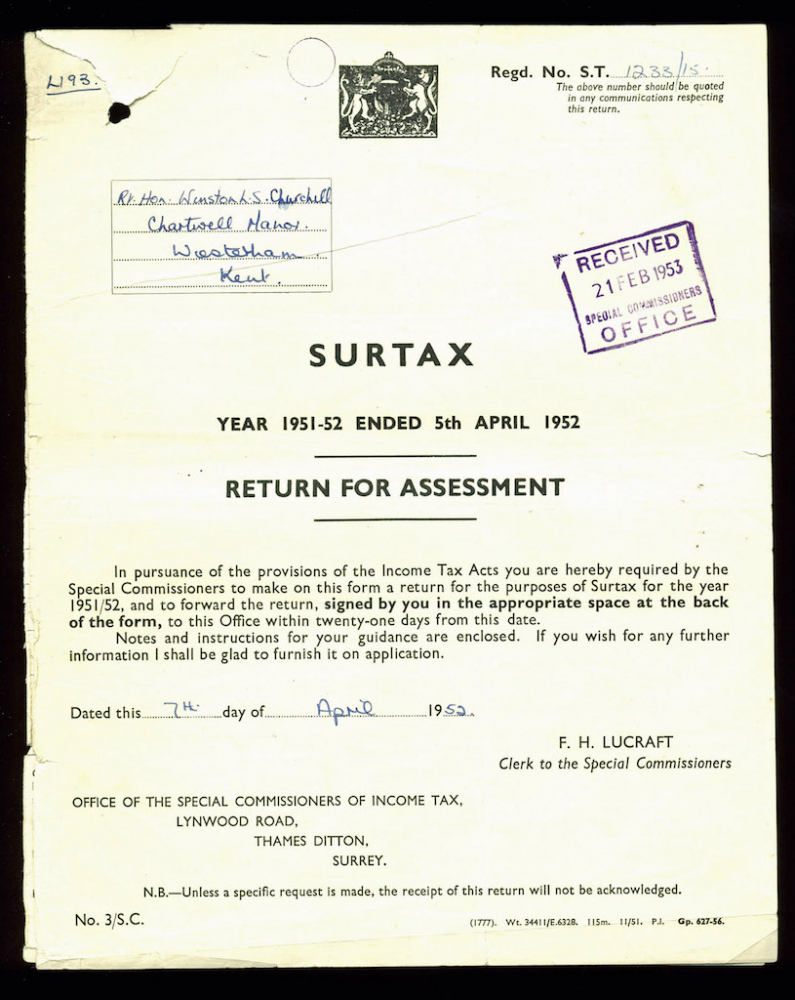 L193.
Regd. No. S.T. 1233/15.
The above number should be quoted
in any communications respecting
this return.
Rt. Hon. Winston L.S. Churchill
Chartwell Manor.
Westerham.
Kent.
RECEIVED
21 FEB 1953
SPECIAL COMMISSIONERS
OFFICE
SURTAX
YEAR 1951-52 ENDED 5th APRIL 1952
RETURN FOR ASSESSMENT
In pursuance of the provisions of the Income Tax Acts you are hereby required by the
Special Commissioners to make on this form a return for the purposes of Surtax for the year
1951/52, and to forward the return, signed by you in the appropriate space at the back
of the form, to this Office within twenty-one days from this date.
Notes and instructions for your guidance are enclosed. If you wish for any further
information I shall be glad to furnish it on application.
Dated this 7th. day of April 1952.
F. H. LUCRAFT
Clerk to the Special Commissioners
OFFICE OF THE SPECIAL COMMISSIONERS OF INCOME TAX,
LYNWOOD ROAD,
THAMES DITTON,
SURREY.
N.B.—Unless a specific request is made, the receipt of this return will not be acknowledged.
No. 3/S.C.
(1777). Wt. 34411/E.6328. 115m. 11/51. P.I. Gp. 627-56.